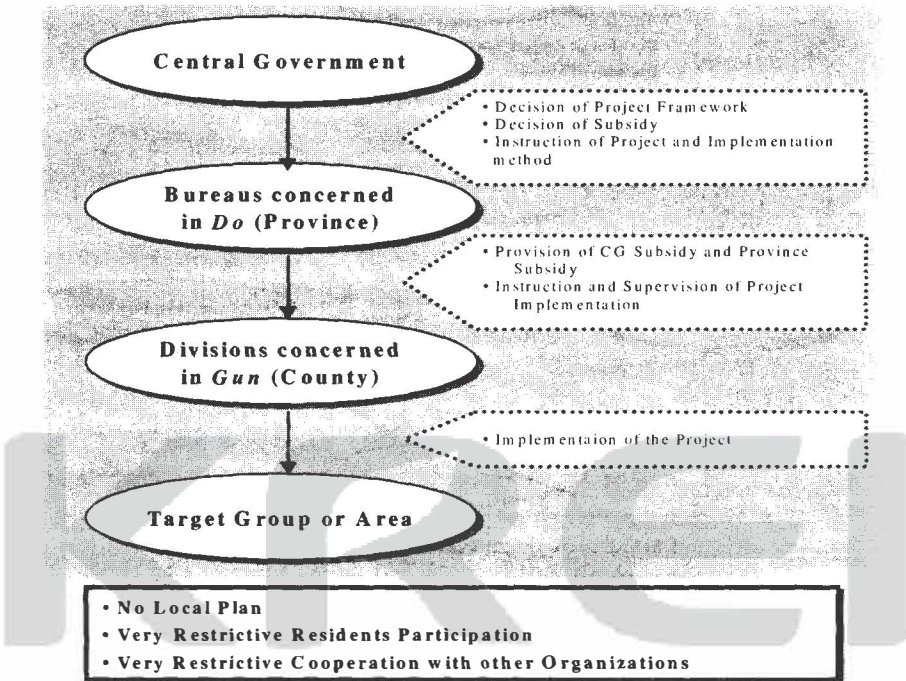 Central Government
• Decision of Project Framework
• Decision of Subsidy
• Instruction of Project and Implementation
method
Bureaus concerned
in Do (Province)
• Provision of CG Subsidy and Province
Subsidy
• Instruction and Supervision of Project
Implementation
Divisions concerned
in Gun (County)
• Implementaion of the Project
Target Group or Area
KREI
• No Local Plan
• Very Restrictive Residents Participation
• Very Restrictive Cooperation with other Organizations